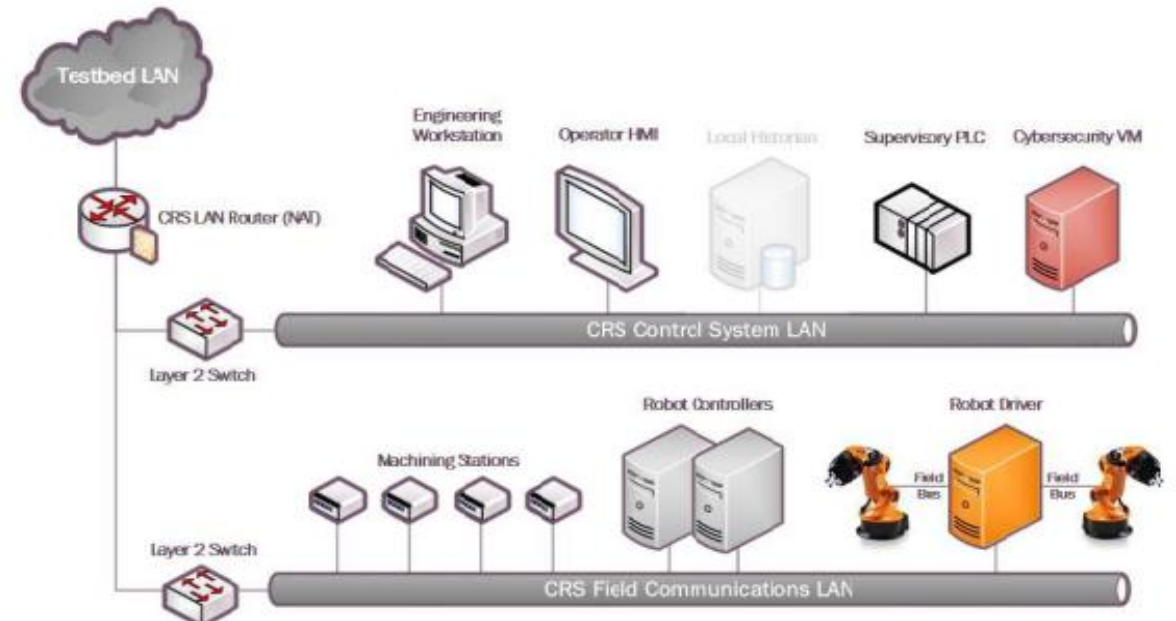 Testbed LAN
Engineering
Workstation
Operator HMI
Local Historian
Supervisory PLC
Cybersecurity VM
CRS LAN Router (NAT)
CRS Control System LAN
Layer 2 Switch
Robot Controllers
Robot Driver
Machining Stations
Field
Bus
Field
Bus
Layer 2 Switch
CRS Field Communications LAN